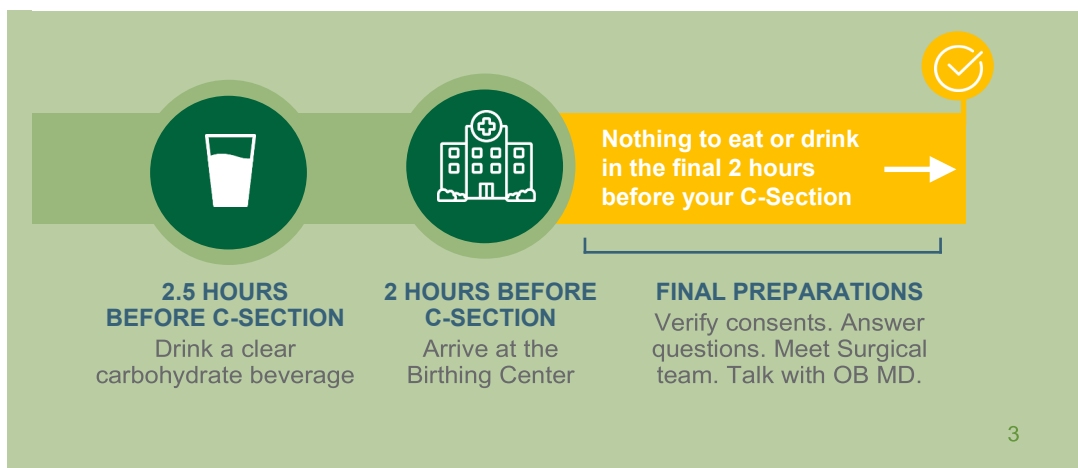 Nothing to eat or drink
in the final 2 hours
before your C-Section
2.5 HOURS
BEFORE C-SECTION
Drink a clear
carbohydrate beverage
2 HOURS BEFORE
C-SECTION
Arrive at the
Birthing Center
FINAL PREPARATIONS
Verify consents. Answer
questions. Meet Surgical
team. Talk with OB MD.
3